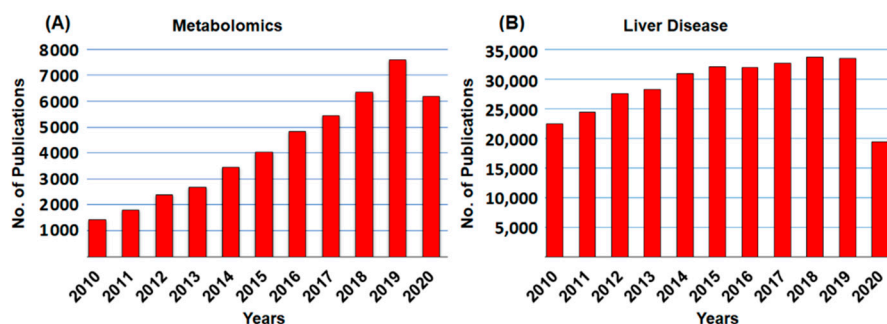 (A) Metabolomics
No. of Publications
8000
7000
6000
5000
4000
3000
2000
1000
2010 2011 2012 2013 2014 2015 2016 2017 2018 2019 2020
Years
(B) Liver Disease
No. of Publications
35,000
30,000
25,000
20,000
15,000
10,000
5,000
2010 2011 2012 2013 2014 2015 2016 2017 2018 2019 2020
Years